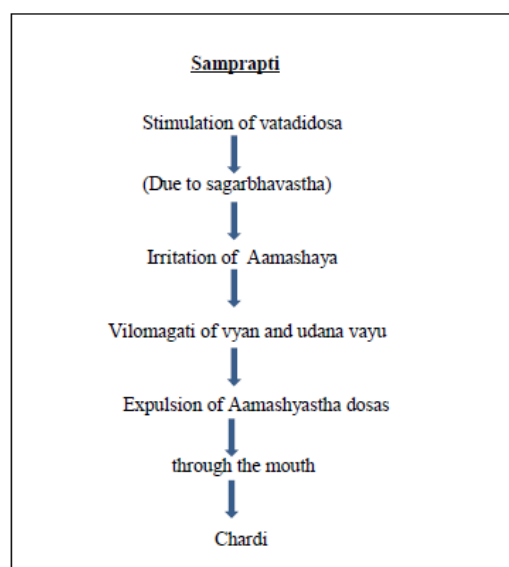 Samprapti
Stimulation of vatadidosa
(Due to sagarbhavastha)
Irritation of Aamashaya
Vilomagati of vyan and udana vayu
Expulsion of Aamashyastha dosas
through the mouth
Chardi